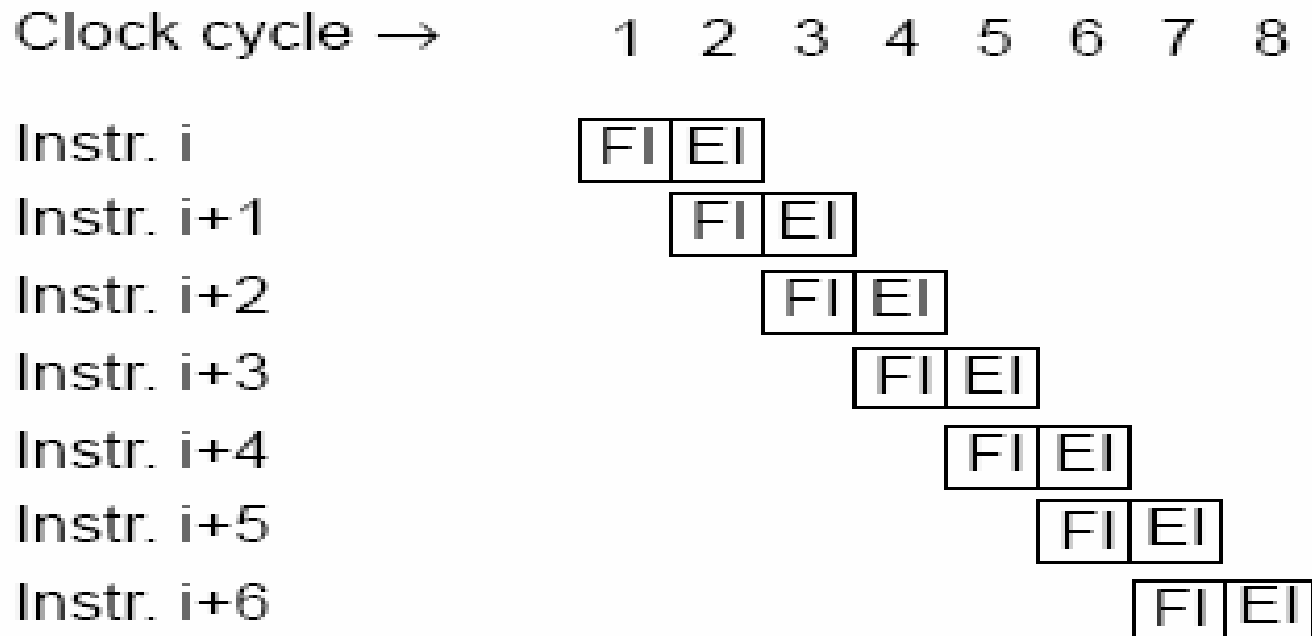 Clock cycle → 1 2 3 4 5 6 7 8
Instr. i FI EI
Instr. i+1 FI EI
Instr. i+2 FI EI
Instr. i+3 FI EI
Instr. i+4 FI EI
Instr. i+5 FI EI
Instr. i+6 FI EI